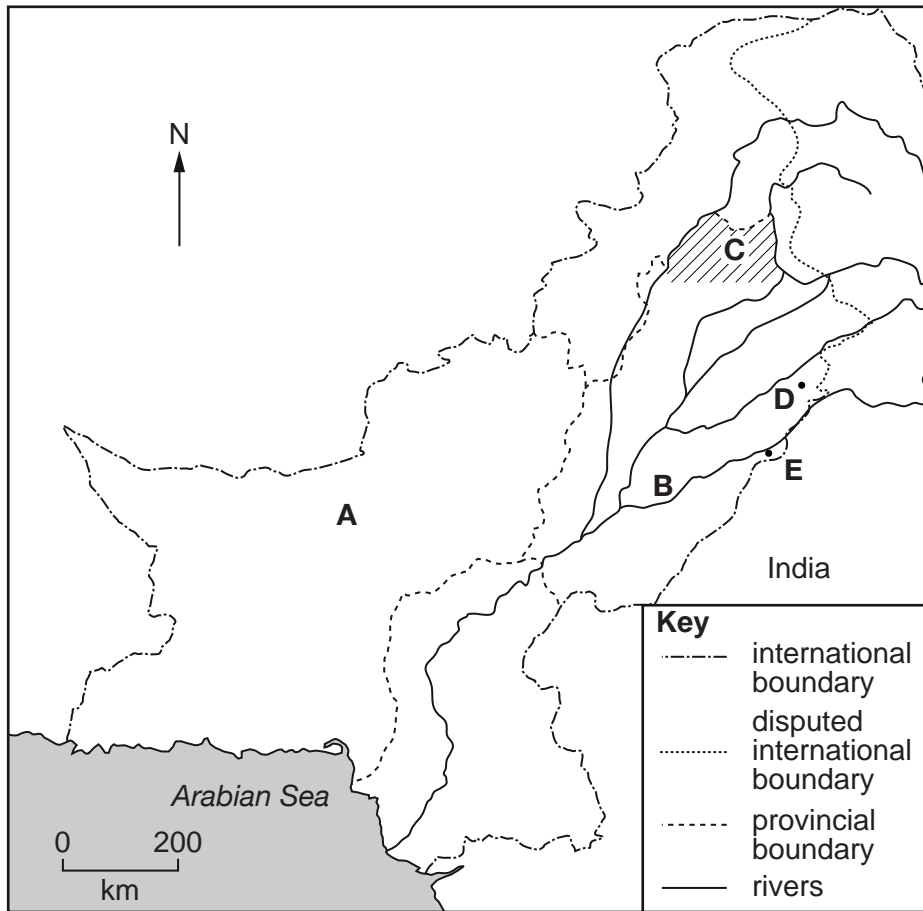 N
C
D
E
B
A
India
Arabian Sea
0 200
km
Key
international
boundary
disputed
international
boundary
provincial
boundary
rivers